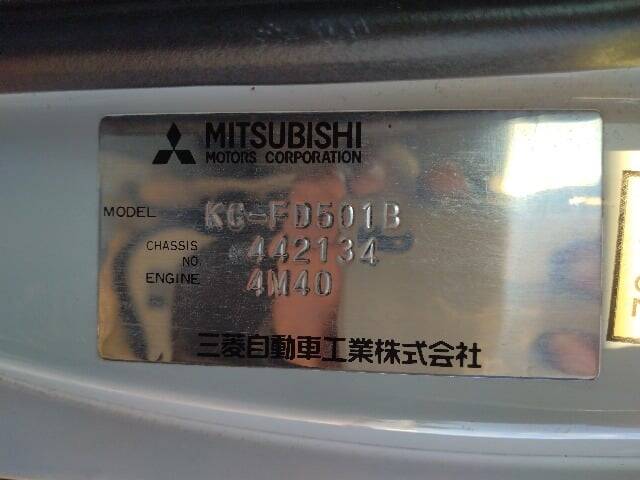 MITSUBISHI
MOTORS CORPORATION
MODEL KC-FD501B
CHASSIS NO. 442134
ENGINE 4M40
三菱自動車工業株式会社